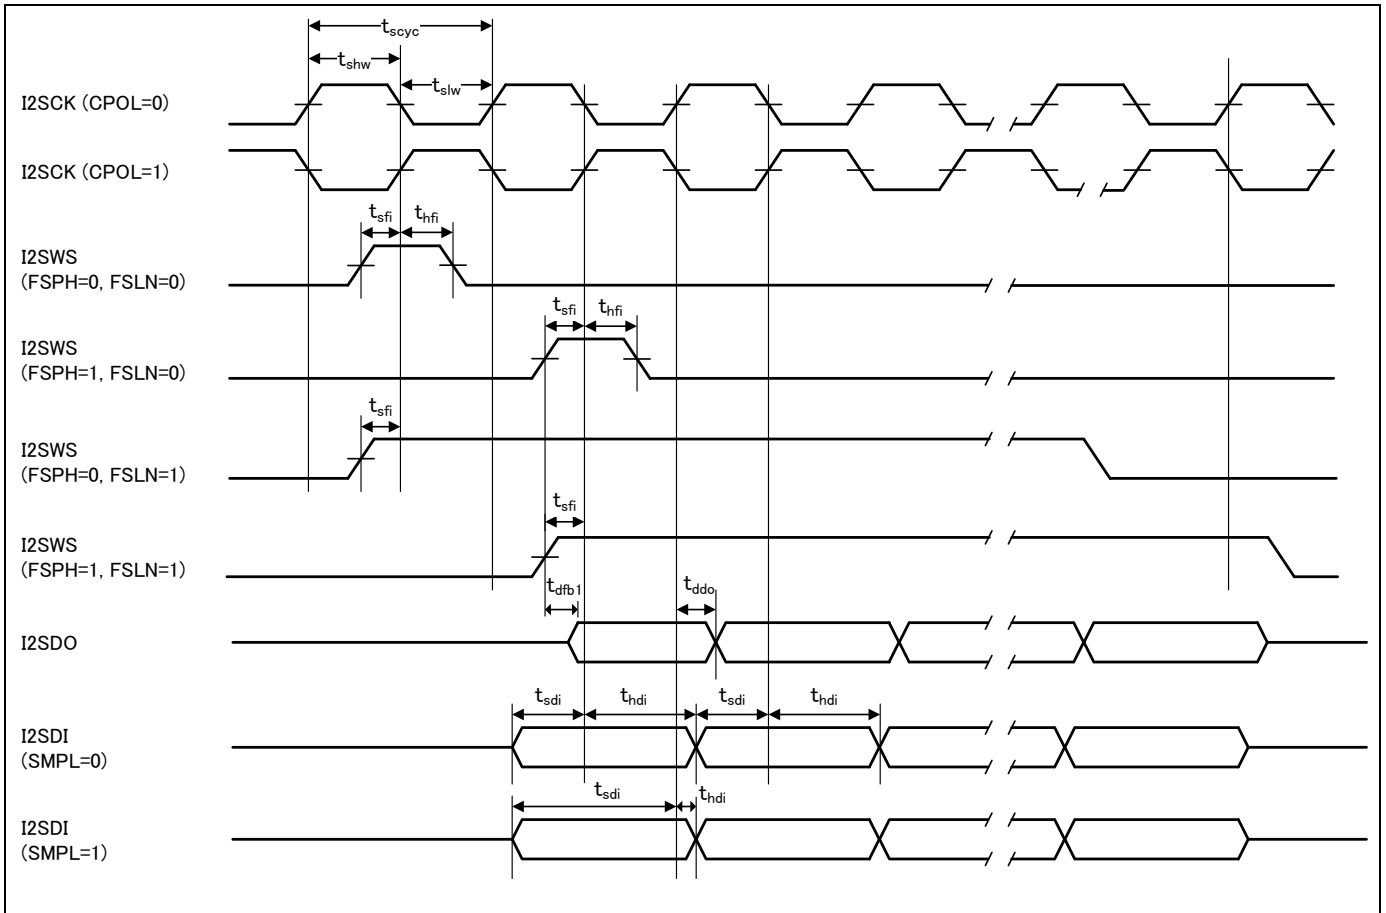 tscyc
tshw
tslw
I2SCK (CPOL=0)
I2SCK (CPOL=1)
tsfi thfi
I2SWS
(FSPH=0, FSLN=0)
tsfi thfi
I2SWS
(FSPH=1, FSLN=0)
tsfi
I2SWS
(FSPH=0, FSLN=1)
tsfi
I2SWS
(FSPH=1, FSLN=1)
tdfb1 tddo
I2SDO
tsdi thdi tsdi thdi
I2SDI
(SMPL=0)
tsdi thdi
I2SDI
(SMPL=1)